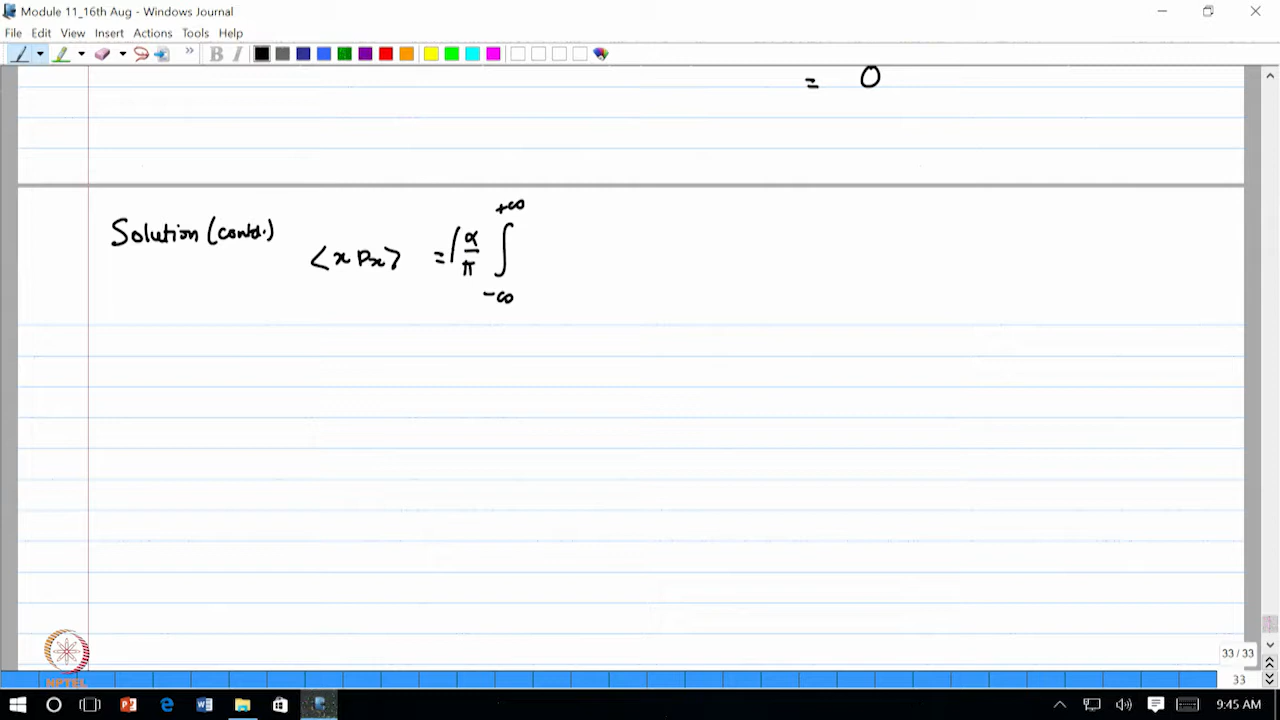 Module 11_16th Aug - Windows Journal
File Edit View Insert Actions Tools Help
= 0
Solution (contd.)
+∞
⟨x Px⟩ = (α/π ∫
-∞
33 / 33
NPTEL
33
9:45 AM